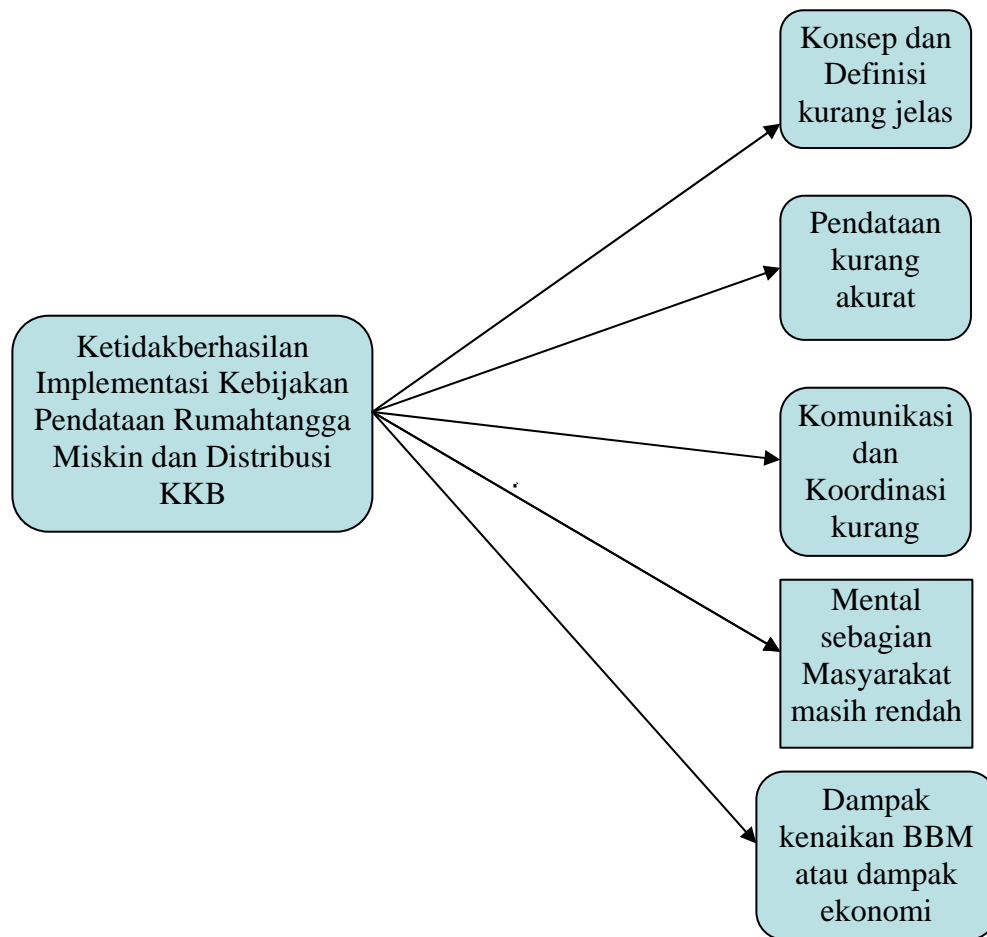 Konsep dan
Definisi
kurang jelas
Pendataan
kurang
akurat
Ketidakberhasilan
Implementasi Kebijakan
Pendataan Rumahtangga
Miskin dan Distribusi
KKB
Komunikasi
dan
Koordinasi
kurang
Mental
sebagian
Masyarakat
masih rendah
Dampak
kenaikan BBM
atau dampak
ekonomi